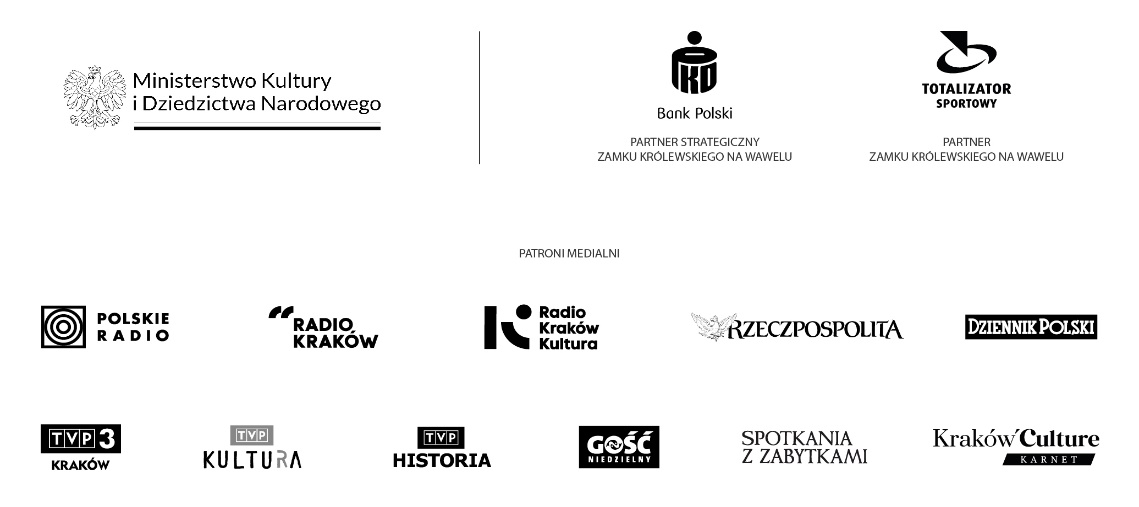 Ministerstwo Kultury
i Dziedzictwa Narodowego
PKO
Bank Polski
PARTNER STRATEGICZNY
ZAMKU KRÓLEWSKIEGO NA WAWELU
TOTALIZATOR
SPORTOWY
PARTNER
ZAMKU KRÓLEWSKIEGO NA WAWELU
PATRONI MEDIALNI
POLSKIE
RADIO
RADIO
KRAKÓW
Radio
Kraków
Kultura
RZECZPOSPOLITA
DZIENNIK POLSKI
TVP3
KRAKÓW
TVP
KULTURA
TVP
HISTORIA
GOŚĆ
NIEDZIELNY
SPOTKANIA
Z ZABYTKAMI
Kraków Culture
KARNET